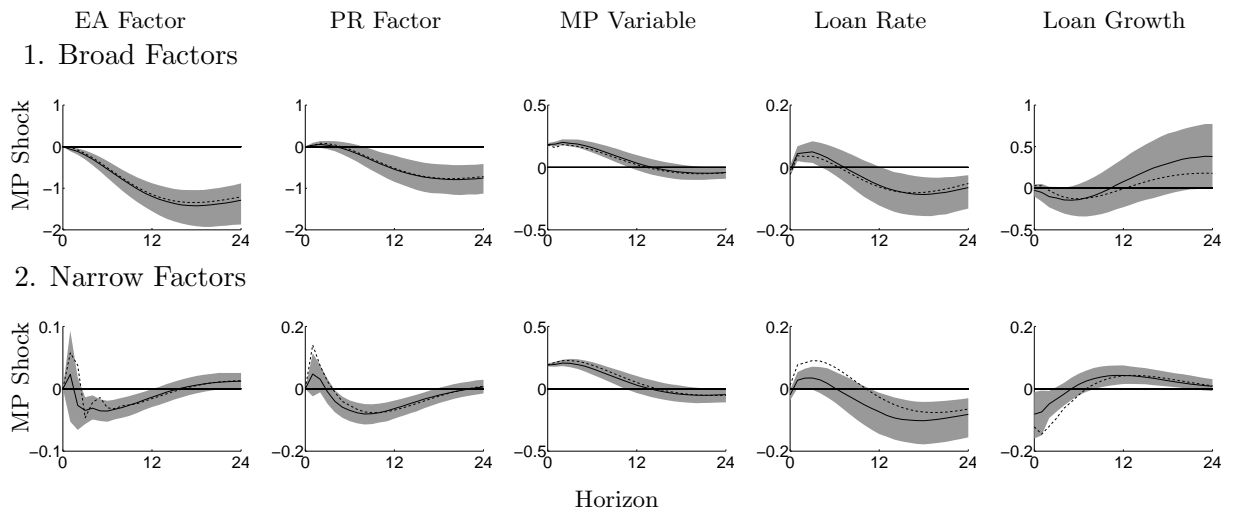 EA Factor PR Factor MP Variable Loan Rate Loan Growth
1. Broad Factors
MP Shock
1 1 0.5 0.2 1
0 0 0 0 0.5
−1 −1 −0.5 −0.2 0
−2 −2 −0.5
0 12 24 0 12 24 0 12 24 0 12 24 0 12 24
2. Narrow Factors
MP Shock
0.1 0.2 0.5 0.2 0.2
0 0 0 0 0
−0.1 −0.2 −0.5 −0.2 −0.2
0 12 24 0 12 24 0 12 24 0 12 24 0 12 24
Horizon